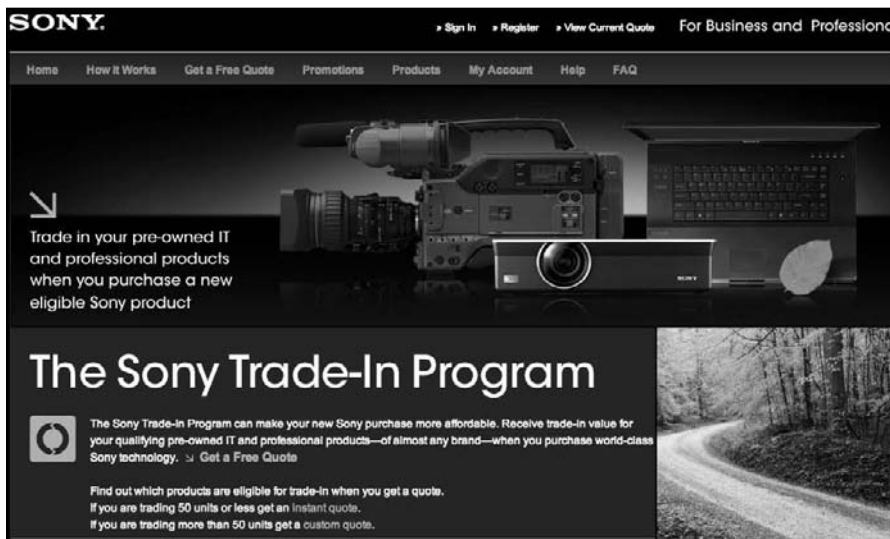 SONY.
» Sign In » Register » View Current Quote For Business and Professiona
Home How It Works Get a Free Quote Promotions Products My Account Help FAQ
Trade in your pre-owned IT
and professional products
when you purchase a new
eligible Sony product
SONY
The Sony Trade-In Program
The Sony Trade-In Program can make your new Sony purchase more affordable. Receive trade-in value for
your qualifying pre-owned IT and professional products—of almost any brand—when you purchase world-class
Sony technology. ↘ Get a Free Quote
Find out which products are eligible for trade-in when you get a quote.
If you are trading 50 units or less get an instant quote.
If you are trading more than 50 units get a custom quote.